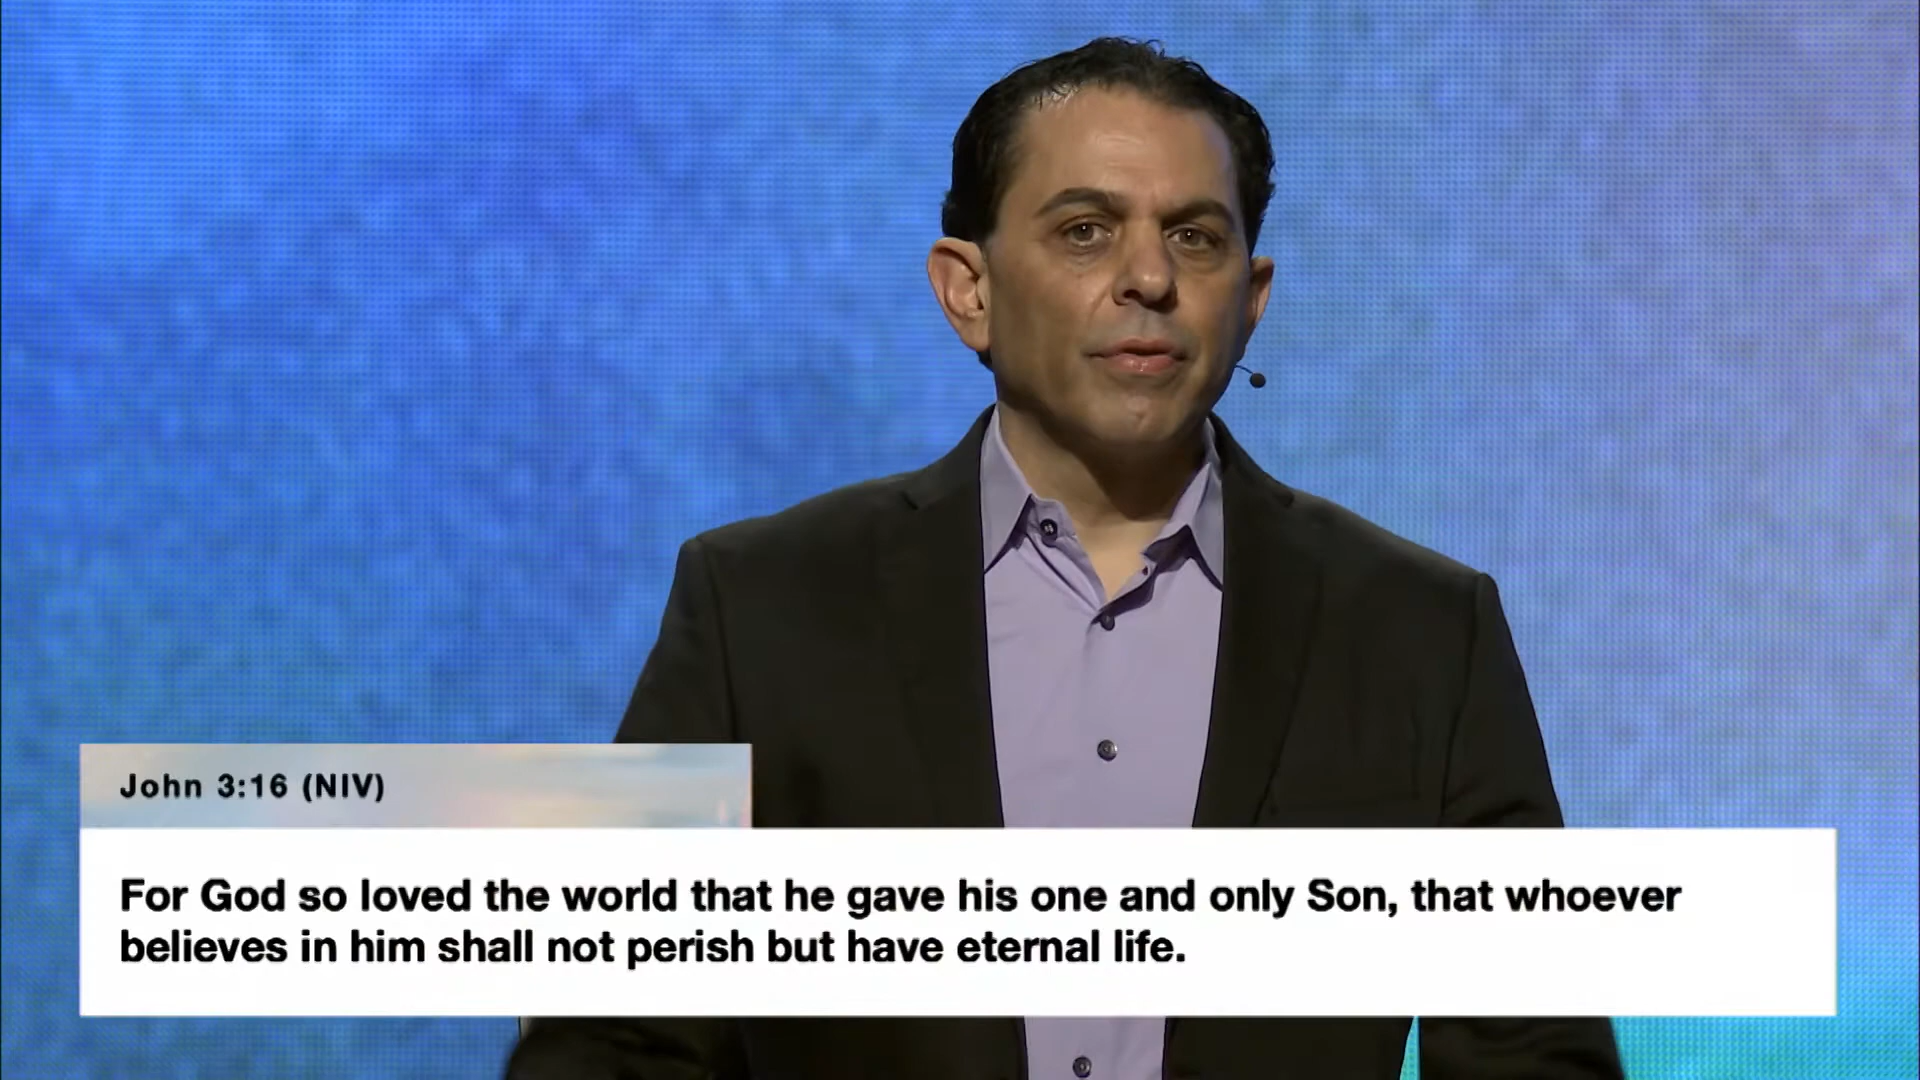 John 3:16 (NIV)
For God so loved the world that he gave his one and only Son, that whoever
believes in him shall not perish but have eternal life.